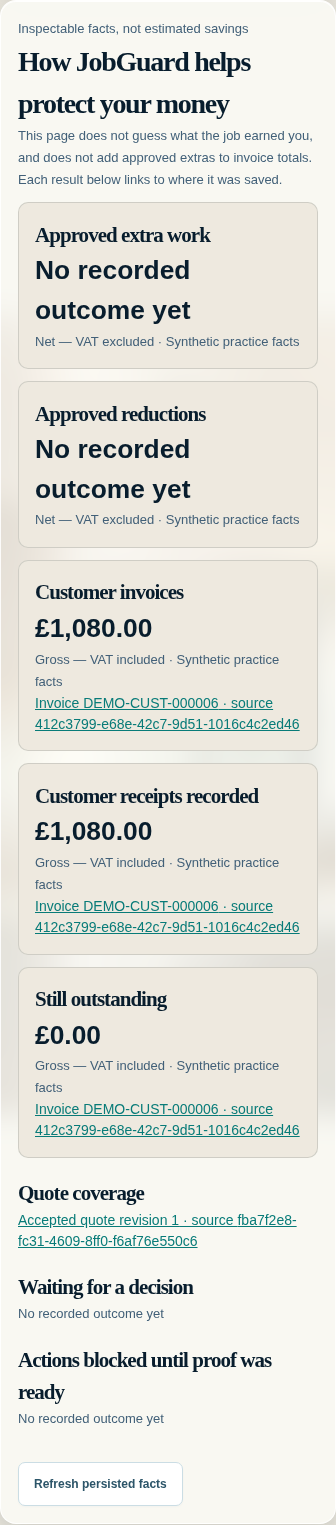 Inspectable facts, not estimated savings
How JobGuard helps
protect your money
This page does not guess what the job earned you,
and does not add approved extras to invoice totals.
Each result below links to where it was saved.
Approved extra work
No recorded
outcome yet
Net — VAT excluded · Synthetic practice facts
Approved reductions
No recorded
outcome yet
Net — VAT excluded · Synthetic practice facts
Customer invoices
£1,080.00
Gross — VAT included · Synthetic practice
facts
Invoice DEMO-CUST-000006 · source
412c3799-e68e-42c7-9d51-1016c4c2ed46
Customer receipts recorded
£1,080.00
Gross — VAT included · Synthetic practice
facts
Invoice DEMO-CUST-000006 · source
412c3799-e68e-42c7-9d51-1016c4c2ed46
Still outstanding
£0.00
Gross — VAT included · Synthetic practice
facts
Invoice DEMO-CUST-000006 · source
412c3799-e68e-42c7-9d51-1016c4c2ed46
Quote coverage
Accepted quote revision 1 · source fba7f2e8-
fc31-4609-8ff0-f6af76e550c6
Waiting for a decision
No recorded outcome yet
Actions blocked until proof was
ready
No recorded outcome yet
Refresh persisted facts